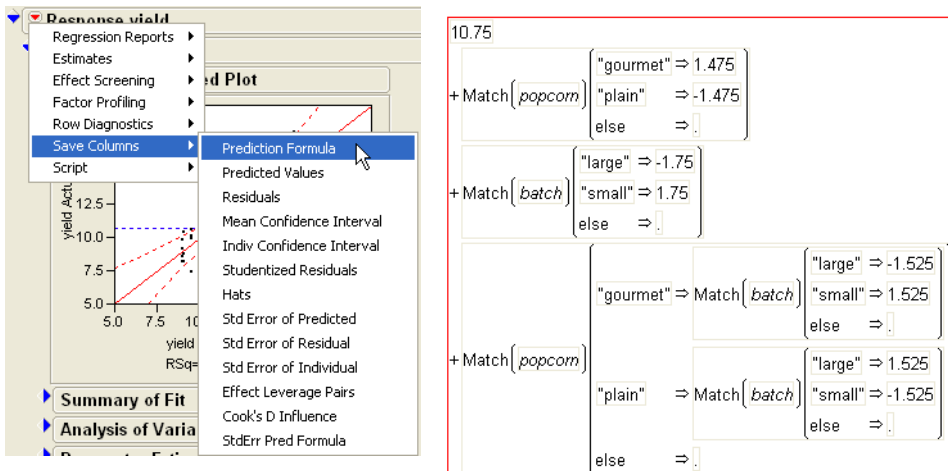 Response yield
Regression Reports
Estimates
Effect Screening
Factor Profiling
Row Diagnostics
Save Columns
Script
ed Plot
Prediction Formula
Predicted Values
Residuals
Mean Confidence Interval
Indiv Confidence Interval
Studentized Residuals
Hats
Std Error of Predicted
Std Error of Residual
Std Error of Individual
Effect Leverage Pairs
Cook's D Influence
StdErr Pred Formula
yield Actu
12.5
10.0
7.5
5.0
5.0 7.5 10
yield
RSq=
Summary of Fit
Analysis of Varia
10.75
+ Match( popcorn ) "gourmet" ⇒ 1.475
"plain" ⇒ -1.475
else ⇒ .
+ Match( batch ) "large" ⇒ -1.75
"small" ⇒ 1.75
else ⇒ .
+ Match( popcorn )
"gourmet" ⇒ Match( batch ) "large" ⇒ -1.525
"small" ⇒ 1.525
else ⇒ .
"plain" ⇒ Match( batch ) "large" ⇒ 1.525
"small" ⇒ -1.525
else ⇒ .
else ⇒ .